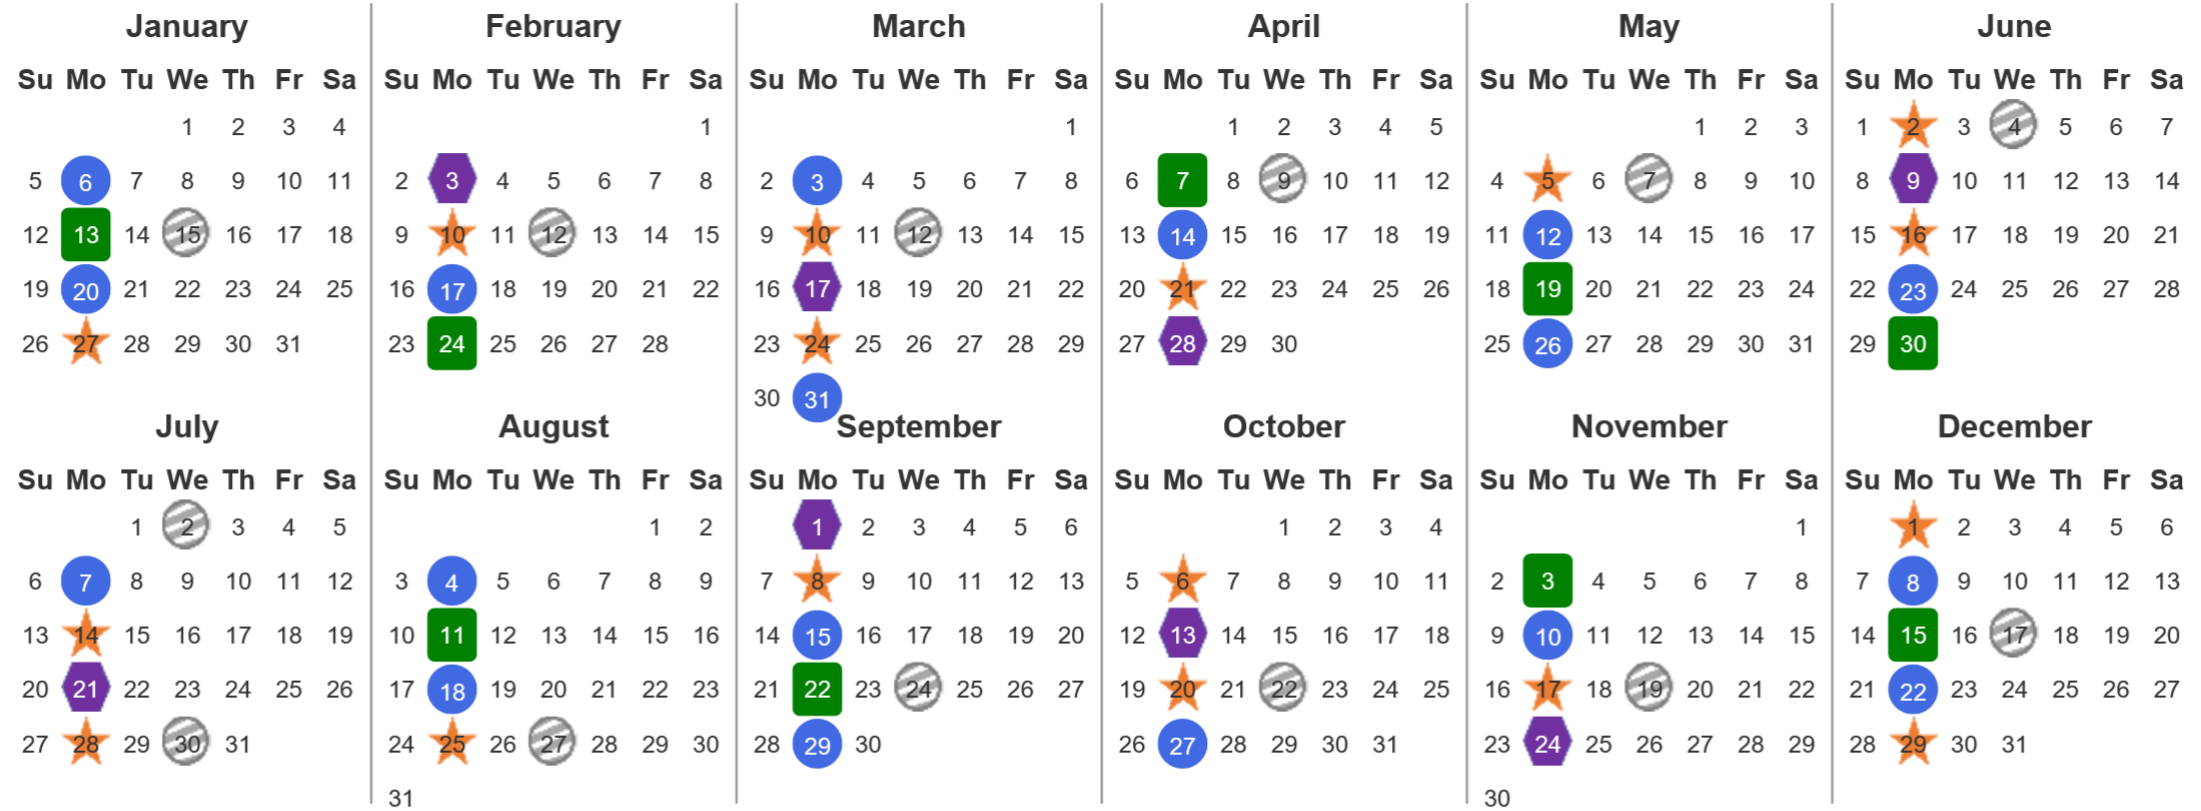 January February March April May June
Su Mo Tu We Th Fr Sa Su Mo Tu We Th Fr Sa Su Mo Tu We Th Fr Sa Su Mo Tu We Th Fr Sa Su Mo Tu We Th Fr Sa Su Mo Tu We Th Fr Sa
1 2 3 4 1 1 1 2 3 4 5 1 2 3 1 2 3 4 5 6 7
5 6 7 8 9 10 11 2 3 4 5 6 7 8 2 3 4 5 6 7 8 6 7 8 9 10 11 12 4 5 6 7 8 9 10 8 9 10 11 12 13 14
12 13 14 15 16 17 18 9 10 11 12 13 14 15 9 10 11 12 13 14 15 13 14 15 16 17 18 19 11 12 13 14 15 16 17 15 16 17 18 19 20 21
19 20 21 22 23 24 25 16 17 18 19 20 21 22 16 17 18 19 20 21 22 20 21 22 23 24 25 26 18 19 20 21 22 23 24 22 23 24 25 26 27 28
26 27 28 29 30 31 23 24 25 26 27 28 23 24 25 26 27 28 29 27 28 29 30 25 26 27 28 29 30 31 29 30
30 31
July August September October November December
Su Mo Tu We Th Fr Sa Su Mo Tu We Th Fr Sa Su Mo Tu We Th Fr Sa Su Mo Tu We Th Fr Sa Su Mo Tu We Th Fr Sa Su Mo Tu We Th Fr Sa
1 2 3 4 5 1 2 1 2 3 4 5 6 1 2 3 4 1 1 2 3 4 5 6
6 7 8 9 10 11 12 3 4 5 6 7 8 9 7 8 9 10 11 12 13 5 6 7 8 9 10 11 2 3 4 5 6 7 8 7 8 9 10 11 12 13
13 14 15 16 17 18 19 10 11 12 13 14 15 16 14 15 16 17 18 19 20 12 13 14 15 16 17 18 9 10 11 12 13 14 15 14 15 16 17 18 19 20
20 21 22 23 24 25 26 17 18 19 20 21 22 23 21 22 23 24 25 26 27 19 20 21 22 23 24 25 16 17 18 19 20 21 22 21 22 23 24 25 26 27
27 28 29 30 31 24 25 26 27 28 29 30 28 29 30 26 27 28 29 30 31 23 24 25 26 27 28 29 28 29 30 31
31 30